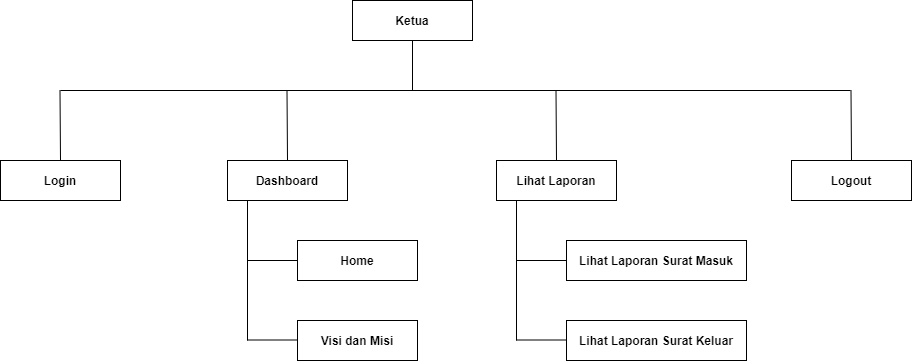 Ketua
Login
Dashboard
Lihat Laporan
Logout
Home
Lihat Laporan Surat Masuk
Visi dan Misi
Lihat Laporan Surat Keluar